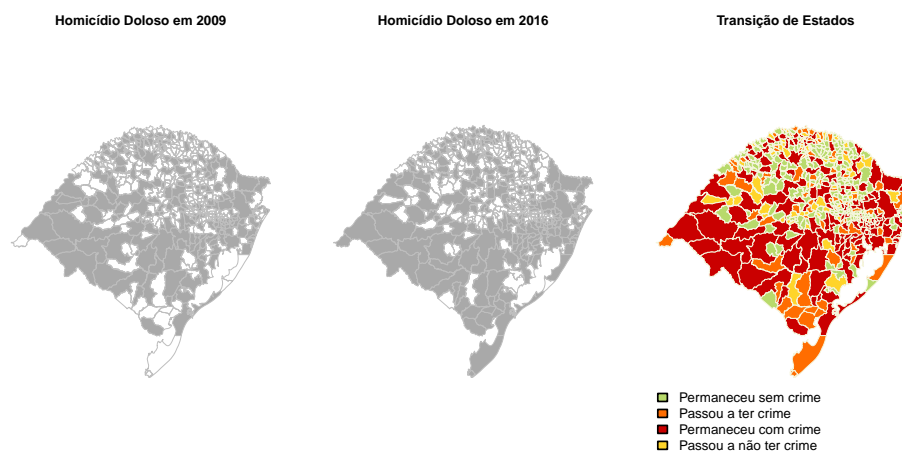 Homicídio Doloso em 2009
Homicídio Doloso em 2016
Transição de Estados
Permaneceu sem crime
Passou a ter crime
Permaneceu com crime
Passou a não ter crime